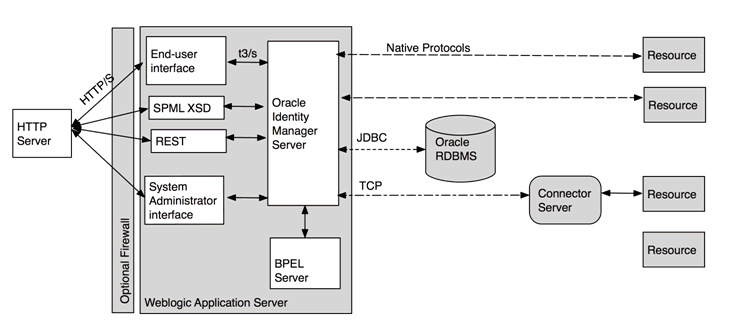 HTTP
Server
HTTP/S
Optional Firewall
End-user
interface
t3/s
SPML XSD
REST
System
Administrator
interface
Oracle
Identity
Manager
Server
BPEL
Server
Weblogic Application Server
Native Protocols
JDBC
Oracle
RDBMS
TCP
Connector
Server
Resource
Resource
Resource
Resource